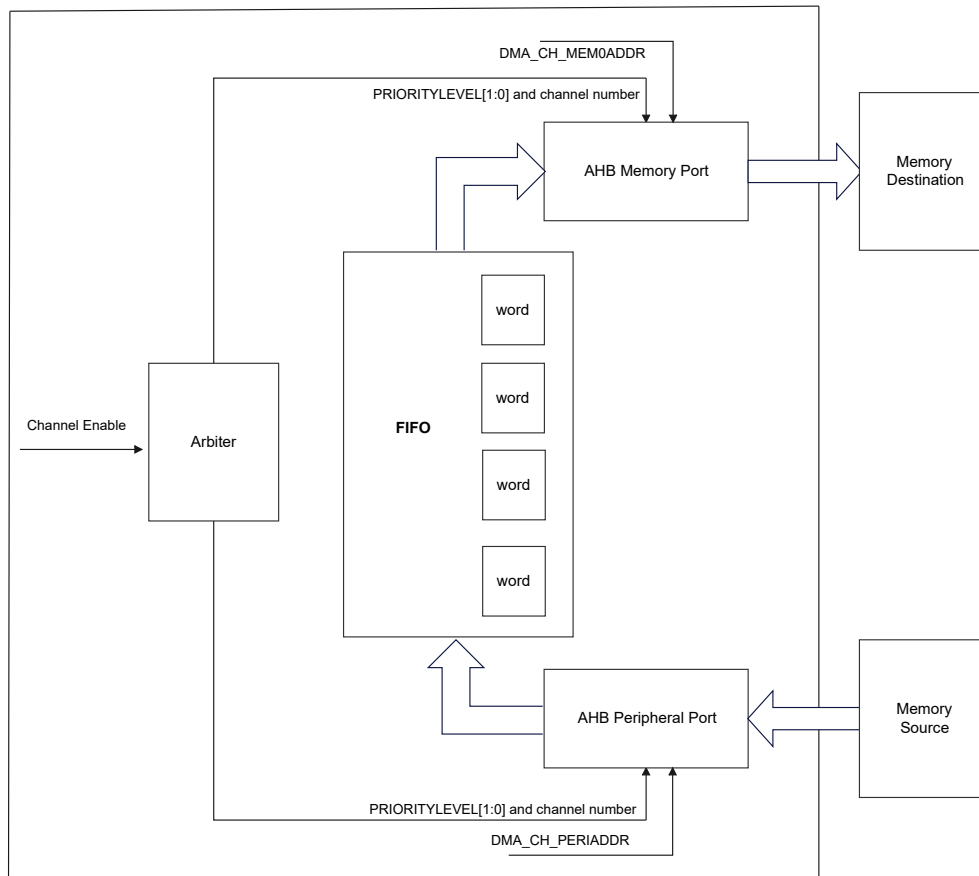 DMA_CH_MEM0ADDR
PRIORITYLEVEL[1:0] and channel number
AHB Memory Port
Memory
Destination
word
word
Channel Enable
Arbiter
FIFO
word
word
AHB Peripheral Port
Memory
Source
PRIORITYLEVEL[1:0] and channel number
DMA_CH_PERIADDR